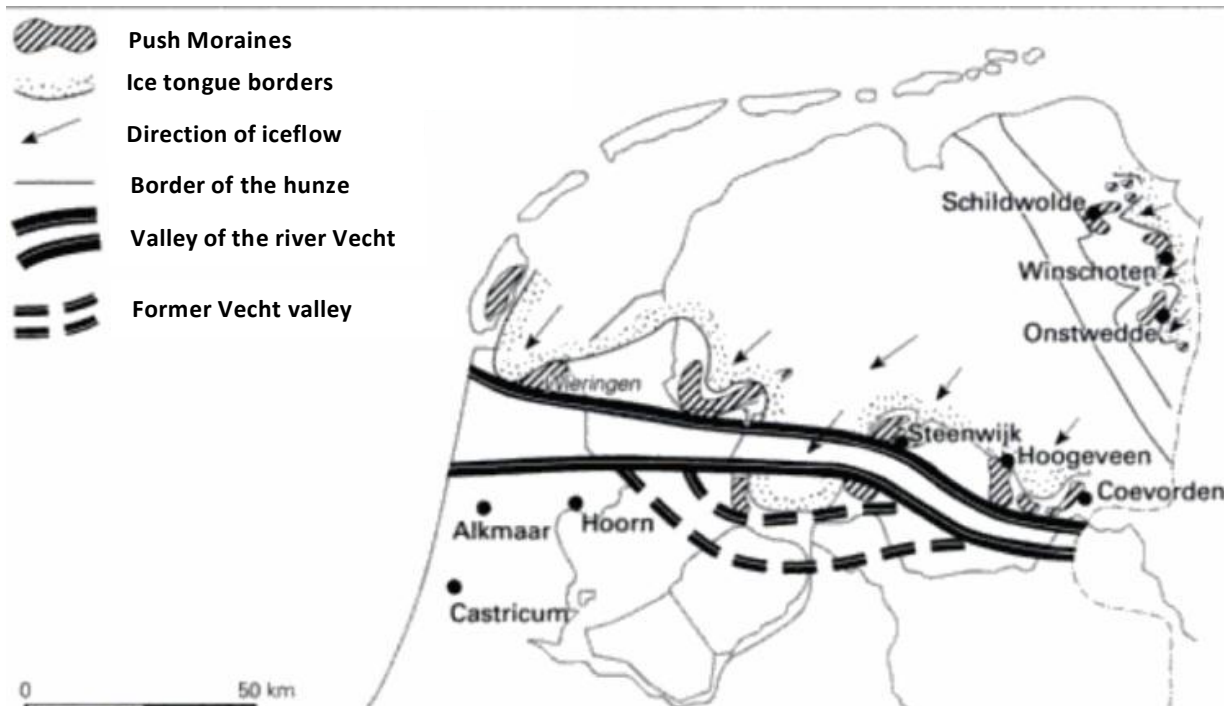 Push Moraines
Ice tongue borders
Direction of iceflow
Border of the hunze
Valley of the river Vecht
Former Vecht valley
Schildwolde
Winschoten
Onstwedde
Wieringen
Steenwijk
Hoogeveen
Coevorden
Alkmaar
Hoorn
Castricum
0 50 km